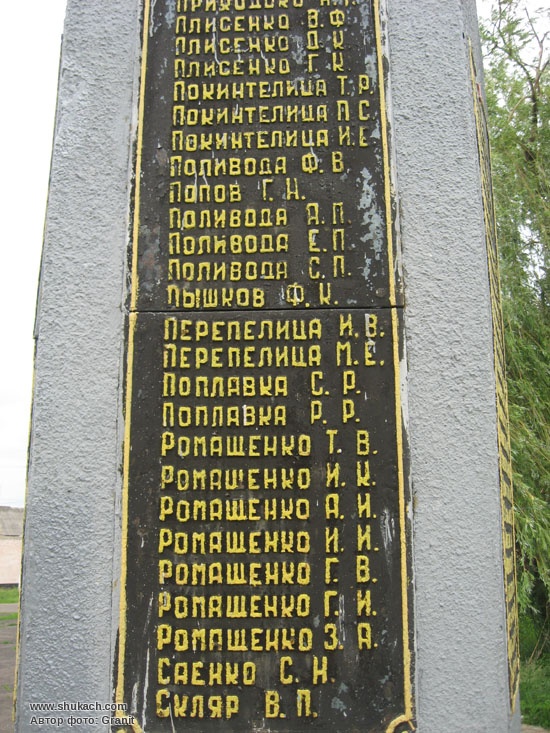 Плисенко В.Ф
Плисенко Д.К
Плисенко Г.К
Покинтелица Т.Р.
Покинтелица П.С
Покинтелица И.Е
Поливода Ф.В
Попов Г.Н.
Поливода А.П.
Поливода Е.П
Поливода С.П.
Пышков Ф.К.
Перепелица И.В.
Перепелица М.Е.
Поплавка С.Р.
Поплавка Р.Р.
Ромащенко Т.В.
Ромащенко И.К
Ромащенко А.И.
Ромащенко И.И.
Ромащенко Г.В.
Ромащенко Г.И.
Ромащенко З.А.
Саенко С.Н.
Скляр В.П.
www.shukach.com
Автор фото: Granit